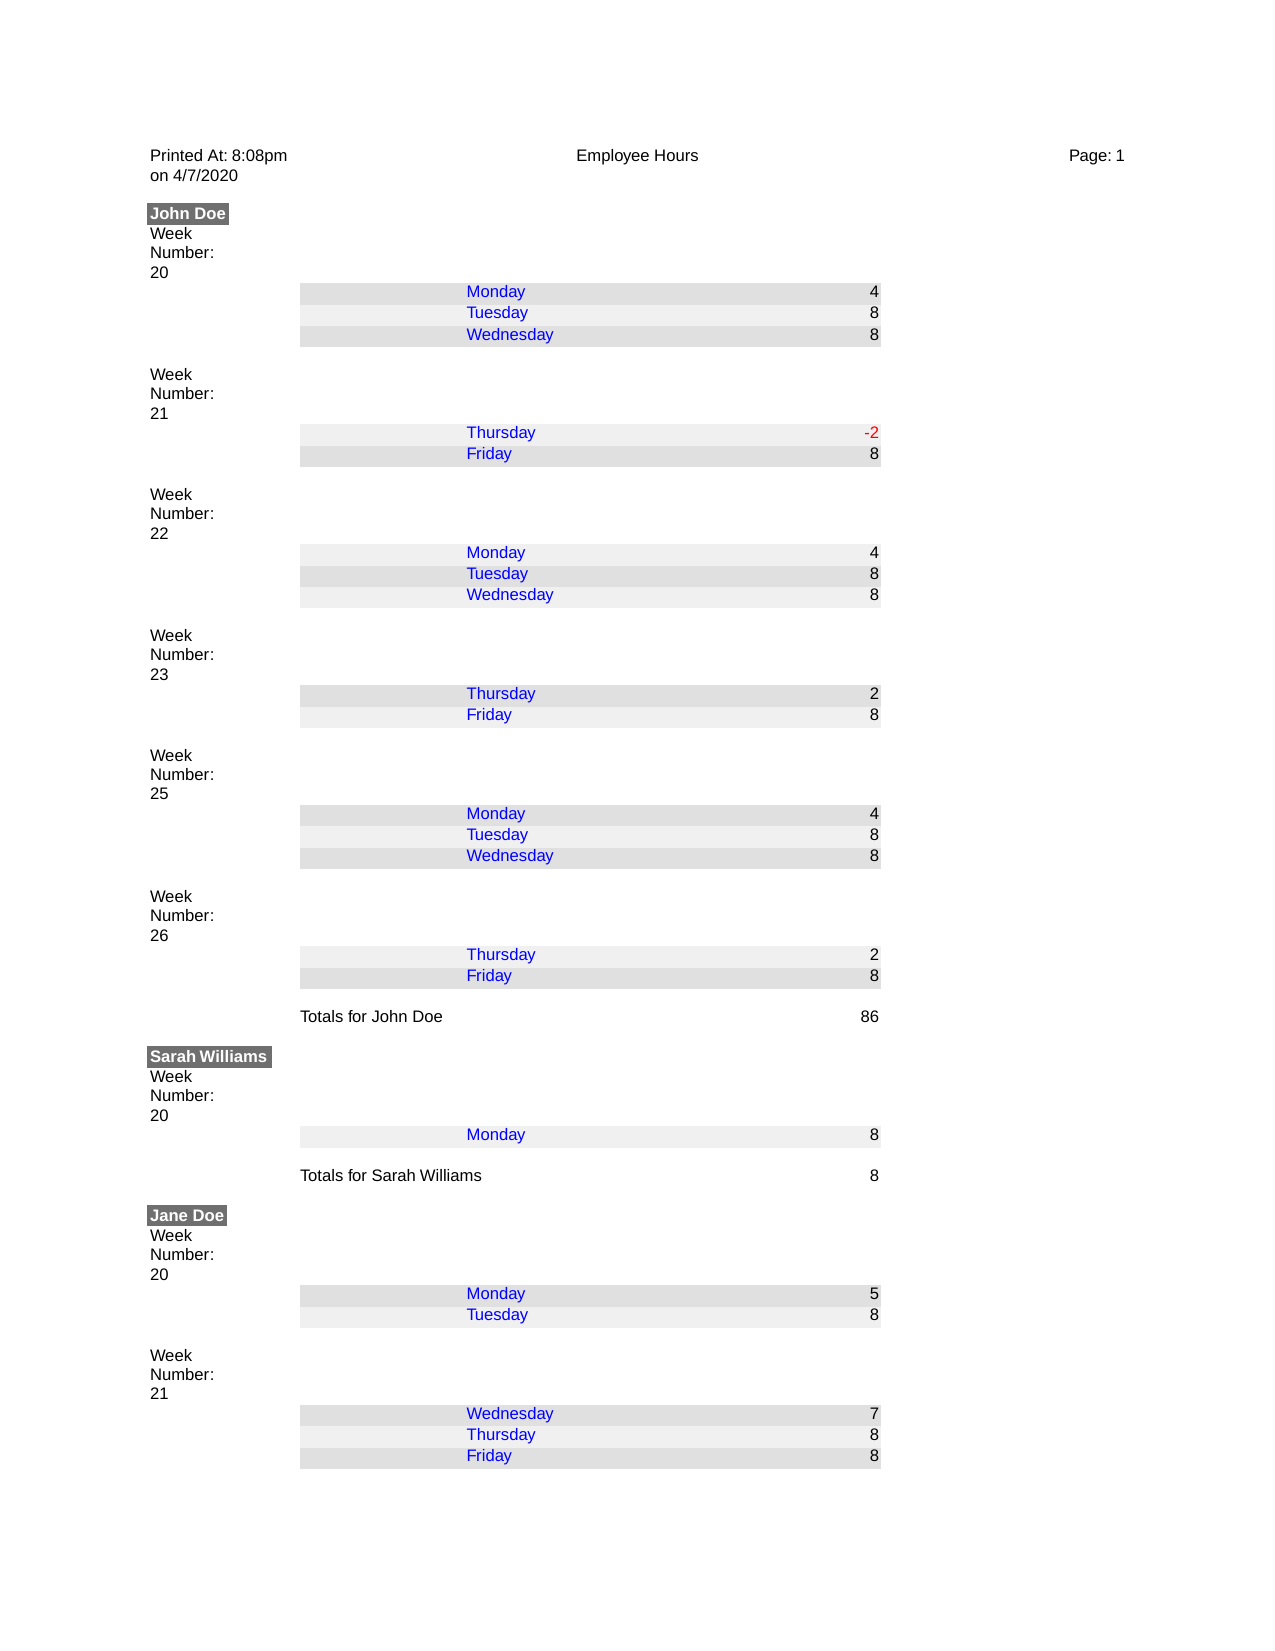 Printed At: 8:08pm Employee Hours Page: 1
on 4/7/2020
John Doe
Week
Number:
20
Monday 4
Tuesday 8
Wednesday 8
Week
Number:
21
Thursday -2
Friday 8
Week
Number:
22
Monday 4
Tuesday 8
Wednesday 8
Week
Number:
23
Thursday 2
Friday 8
Week
Number:
25
Monday 4
Tuesday 8
Wednesday 8
Week
Number:
26
Thursday 2
Friday 8
Totals for John Doe 86
Sarah Williams
Week
Number:
20
Monday 8
Totals for Sarah Williams 8
Jane Doe
Week
Number:
20
Monday 5
Tuesday 8
Week
Number:
21
Wednesday 7
Thursday 8
Friday 8